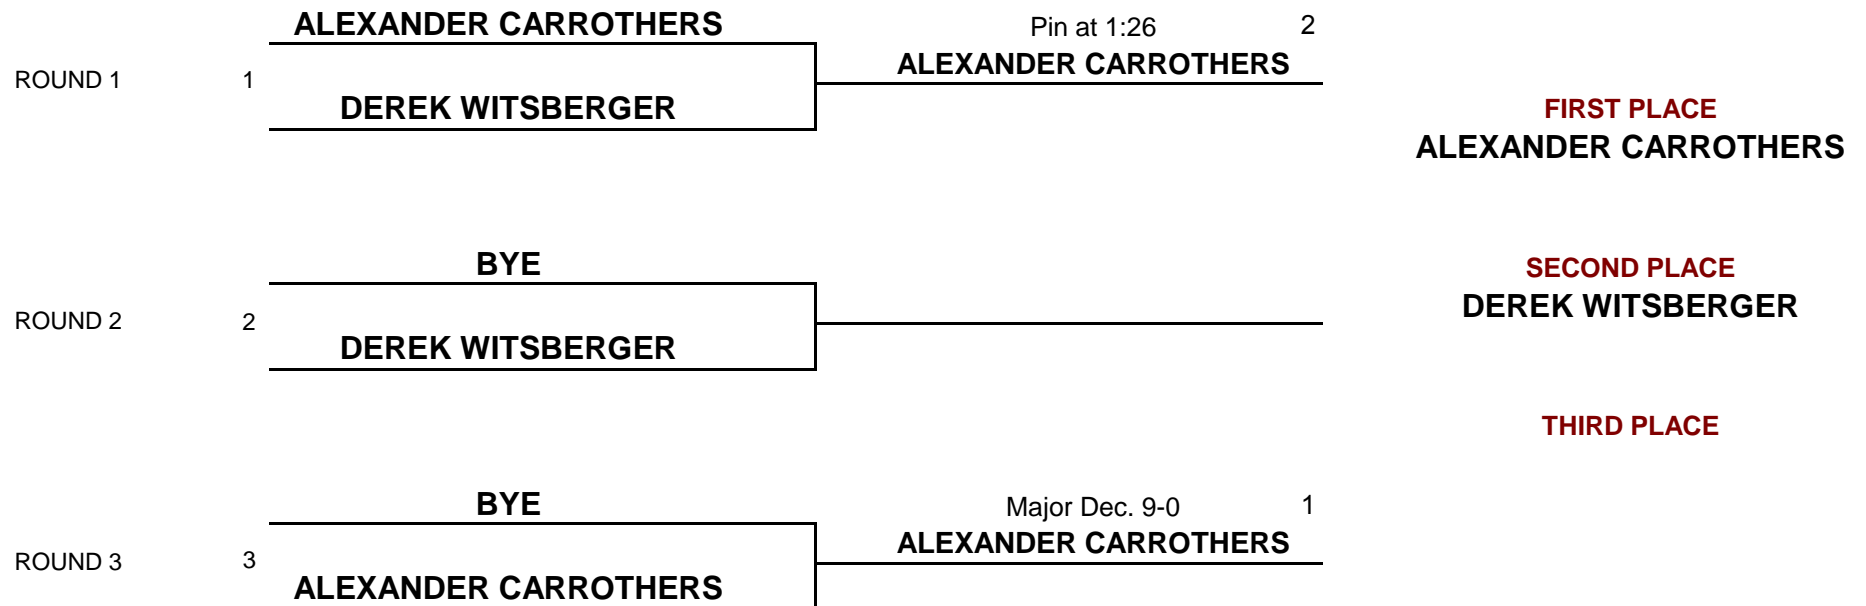 ALEXANDER CARROTHERS
Pin at 1:26 2
ALEXANDER CARROTHERS
ROUND 1 1
DEREK WITSBERGER
FIRST PLACE
ALEXANDER CARROTHERS
BYE
SECOND PLACE
DEREK WITSBERGER
ROUND 2 2
DEREK WITSBERGER
THIRD PLACE
BYE
Major Dec. 9-0 1
ALEXANDER CARROTHERS
ROUND 3 3
ALEXANDER CARROTHERS